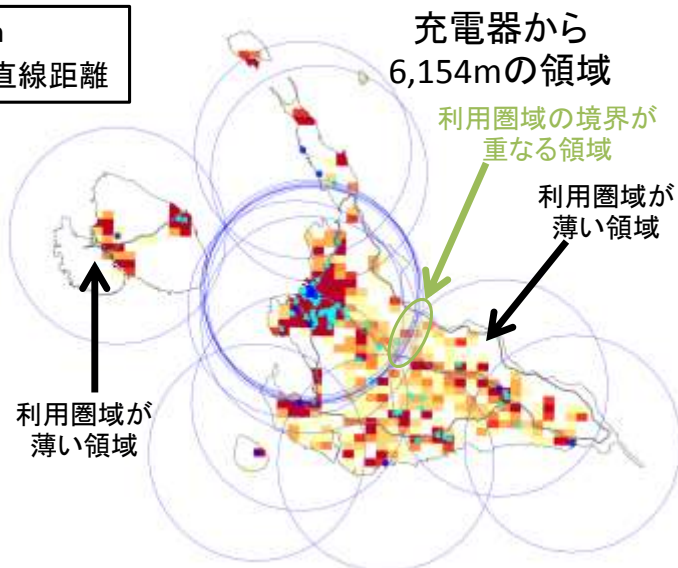 直線距離
充電器から
6,154mの領域
利用圏域の境界が
重なる領域
利用圏域が
薄い領域
利用圏域が
薄い領域